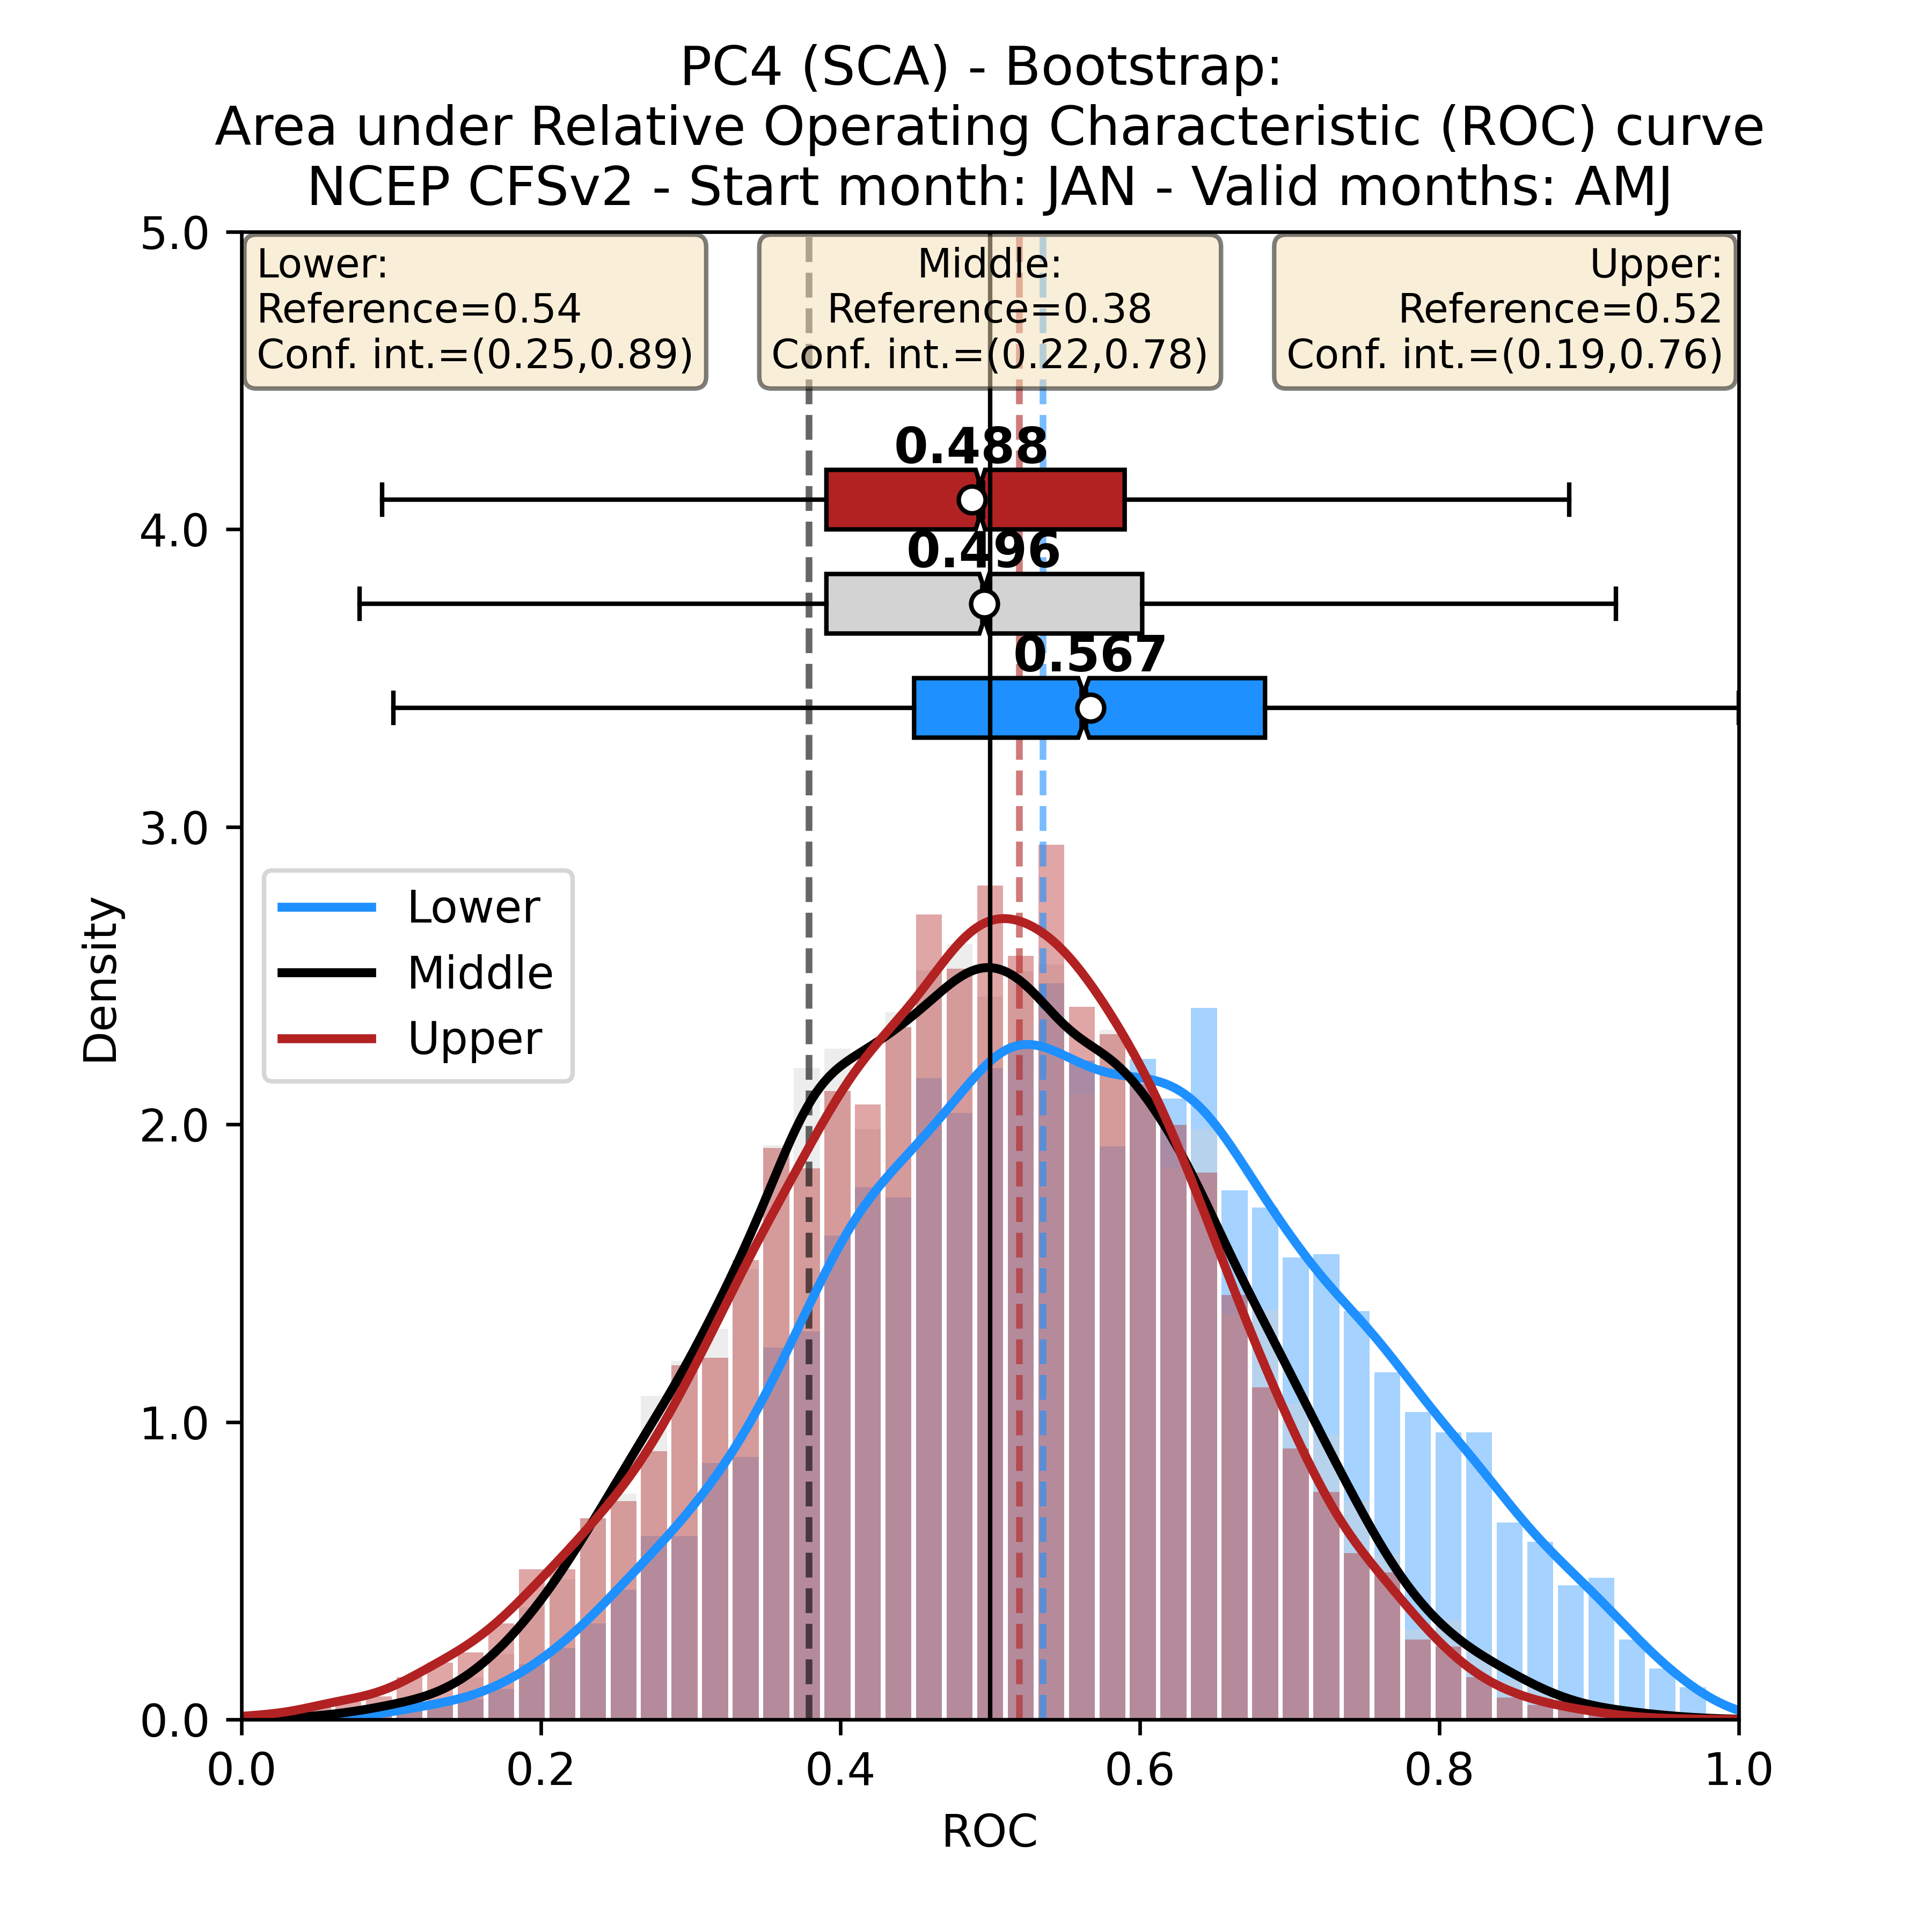 PC4 (SCA) - Bootstrap:
Area under Relative Operating Characteristic (ROC) curve
NCEP CFSv2 - Start month: JAN - Valid months: AMJ
Lower:
Reference=0.54
Conf. int.=(0.25,0.89)
Middle:
Reference=0.38
Conf. int.=(0.22,0.78)
Upper:
Reference=0.52
Conf. int.=(0.19,0.76)
0.488
0.496
0.567
Lower
Middle
Upper
Density
5.0
4.0
3.0
2.0
1.0
0.0
0.0 0.2 0.4 0.6 0.8 1.0
ROC